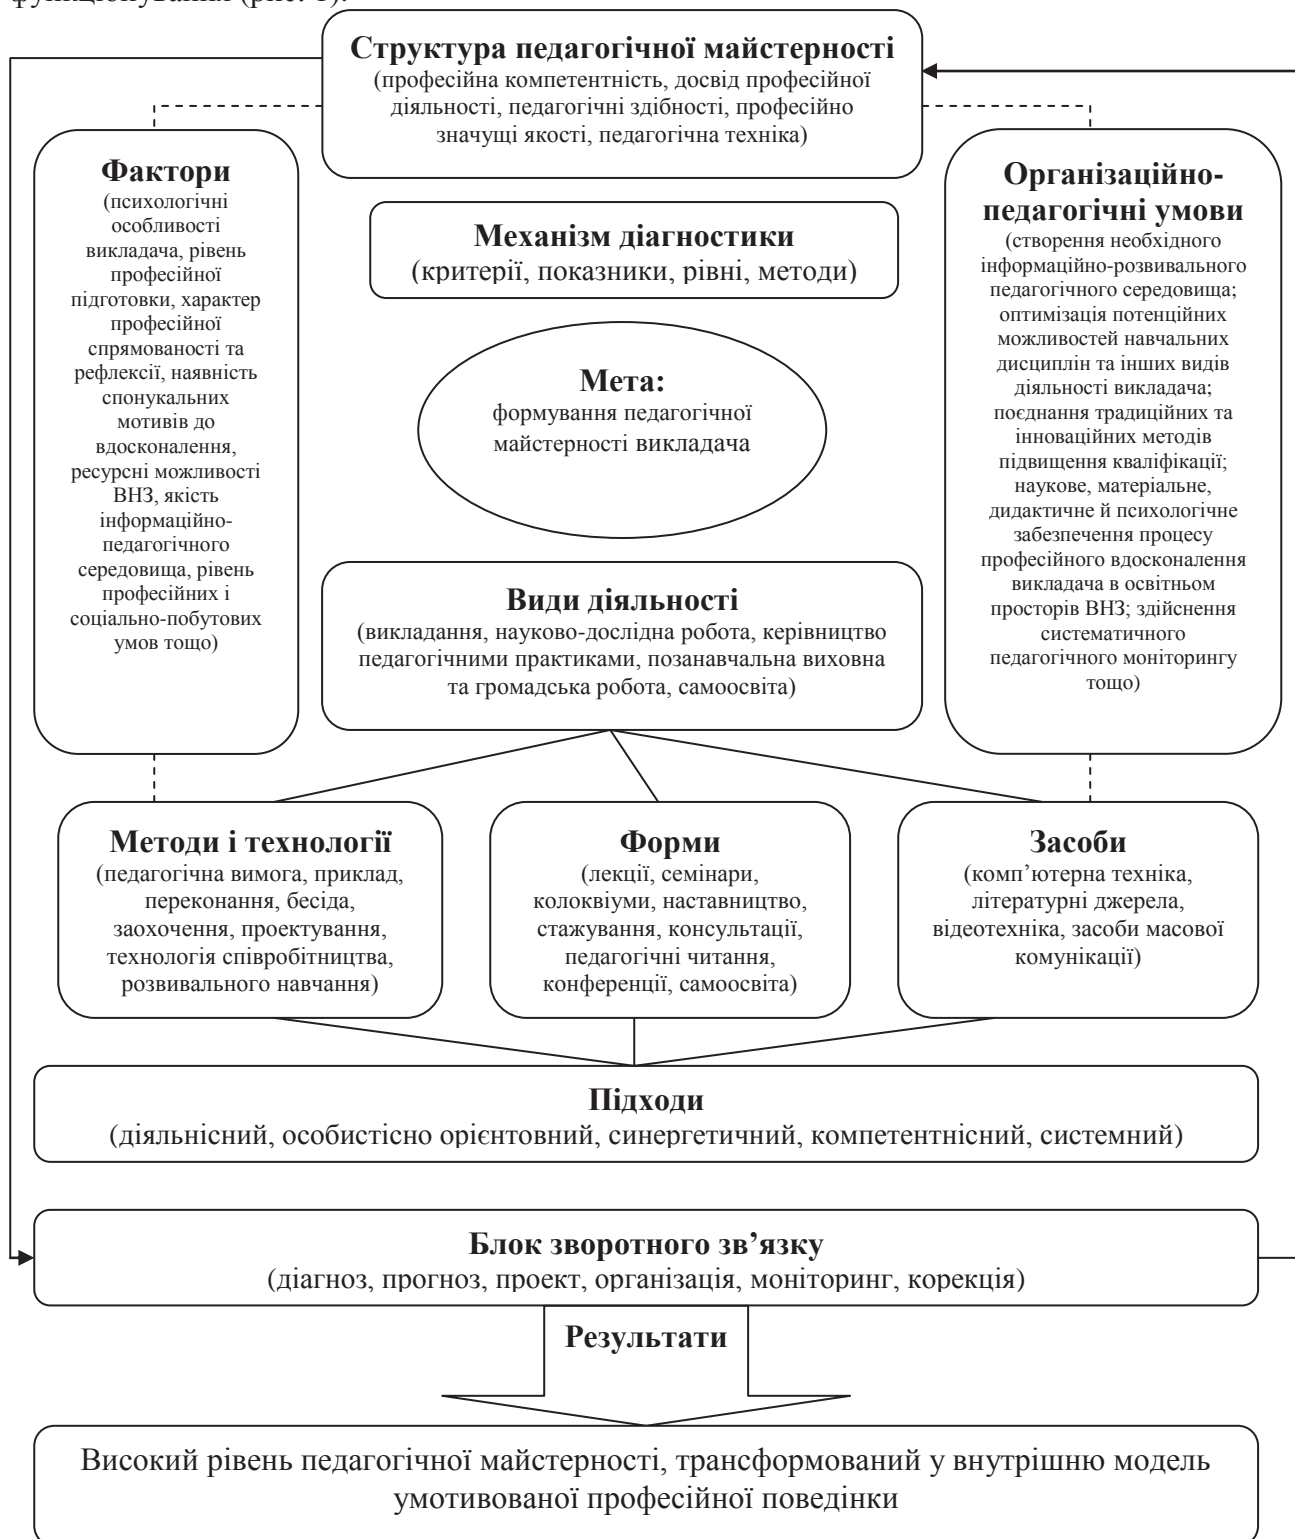 функціонування (рис. 1).
Структура педагогічної майстерності
(професійна компетентність, досвід професійної
діяльності, педагогічні здібності, професійно
значущі якості, педагогічна техніка)
Фактори
(психологічні
особливості
викладача, рівень
професійної
підготовки, характер
професійної
спрямованості та
рефлексії, наявність
спонукальних
мотивів до
вдосконалення,
ресурсні можливості
ВНЗ, якість
інформаційно-
педагогічного
середовища, рівень
професійних і
соціально-побутових
умов тощо)
Механізм діагностики
(критерії, показники, рівні, методи)
Мета:
формування педагогічної
майстерності викладача
Організаційно-
педагогічні умови
(створення необхідного
інформаційно-розвивального
педагогічного середовища;
оптимізація потенційних
можливостей навчальних
дисциплін та інших видів
діяльності викладача;
поєднання традиційних та
інноваційних методів
підвищення кваліфікації;
наукове, матеріальне,
дидактичне й психологічне
забезпечення процесу
професійного вдосконалення
викладача в освітньом
просторів ВНЗ; здійснення
систематичного
педагогічного моніторингу
тощо)
Види діяльності
(викладання, науково-дослідна робота, керівництво
педагогічними практиками, позанавчальна виховна
та громадська робота, самоосвіта)
Методи і технології
(педагогічна вимога, приклад,
переконання, бесіда,
заохочення, проектування,
технологія співробітництва,
розвивального навчання)
Форми
(лекції, семінари,
колоквіуми, наставництво,
стажування, консультації,
педагогічні читання,
конференції, самоосвіта)
Засоби
(комп’ютерна техніка,
літературні джерела,
відеотехніка, засоби масової
комунікації)
Підходи
(діяльнісний, особистісно орієнтовний, синергетичний, компетентнісний, системний)
Блок зворотного зв’язку
(діагноз, прогноз, проект, організація, моніторинг, корекція)
Результати
Високий рівень педагогічної майстерності, трансформований у внутрішню модель
умотивованої професійної поведінки